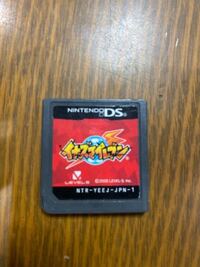 NINTENDO DS
イナズマイレブン
LEVEL5
©2008 LEVEL-5 Inc.
NTR-YEEJ-JPN-1